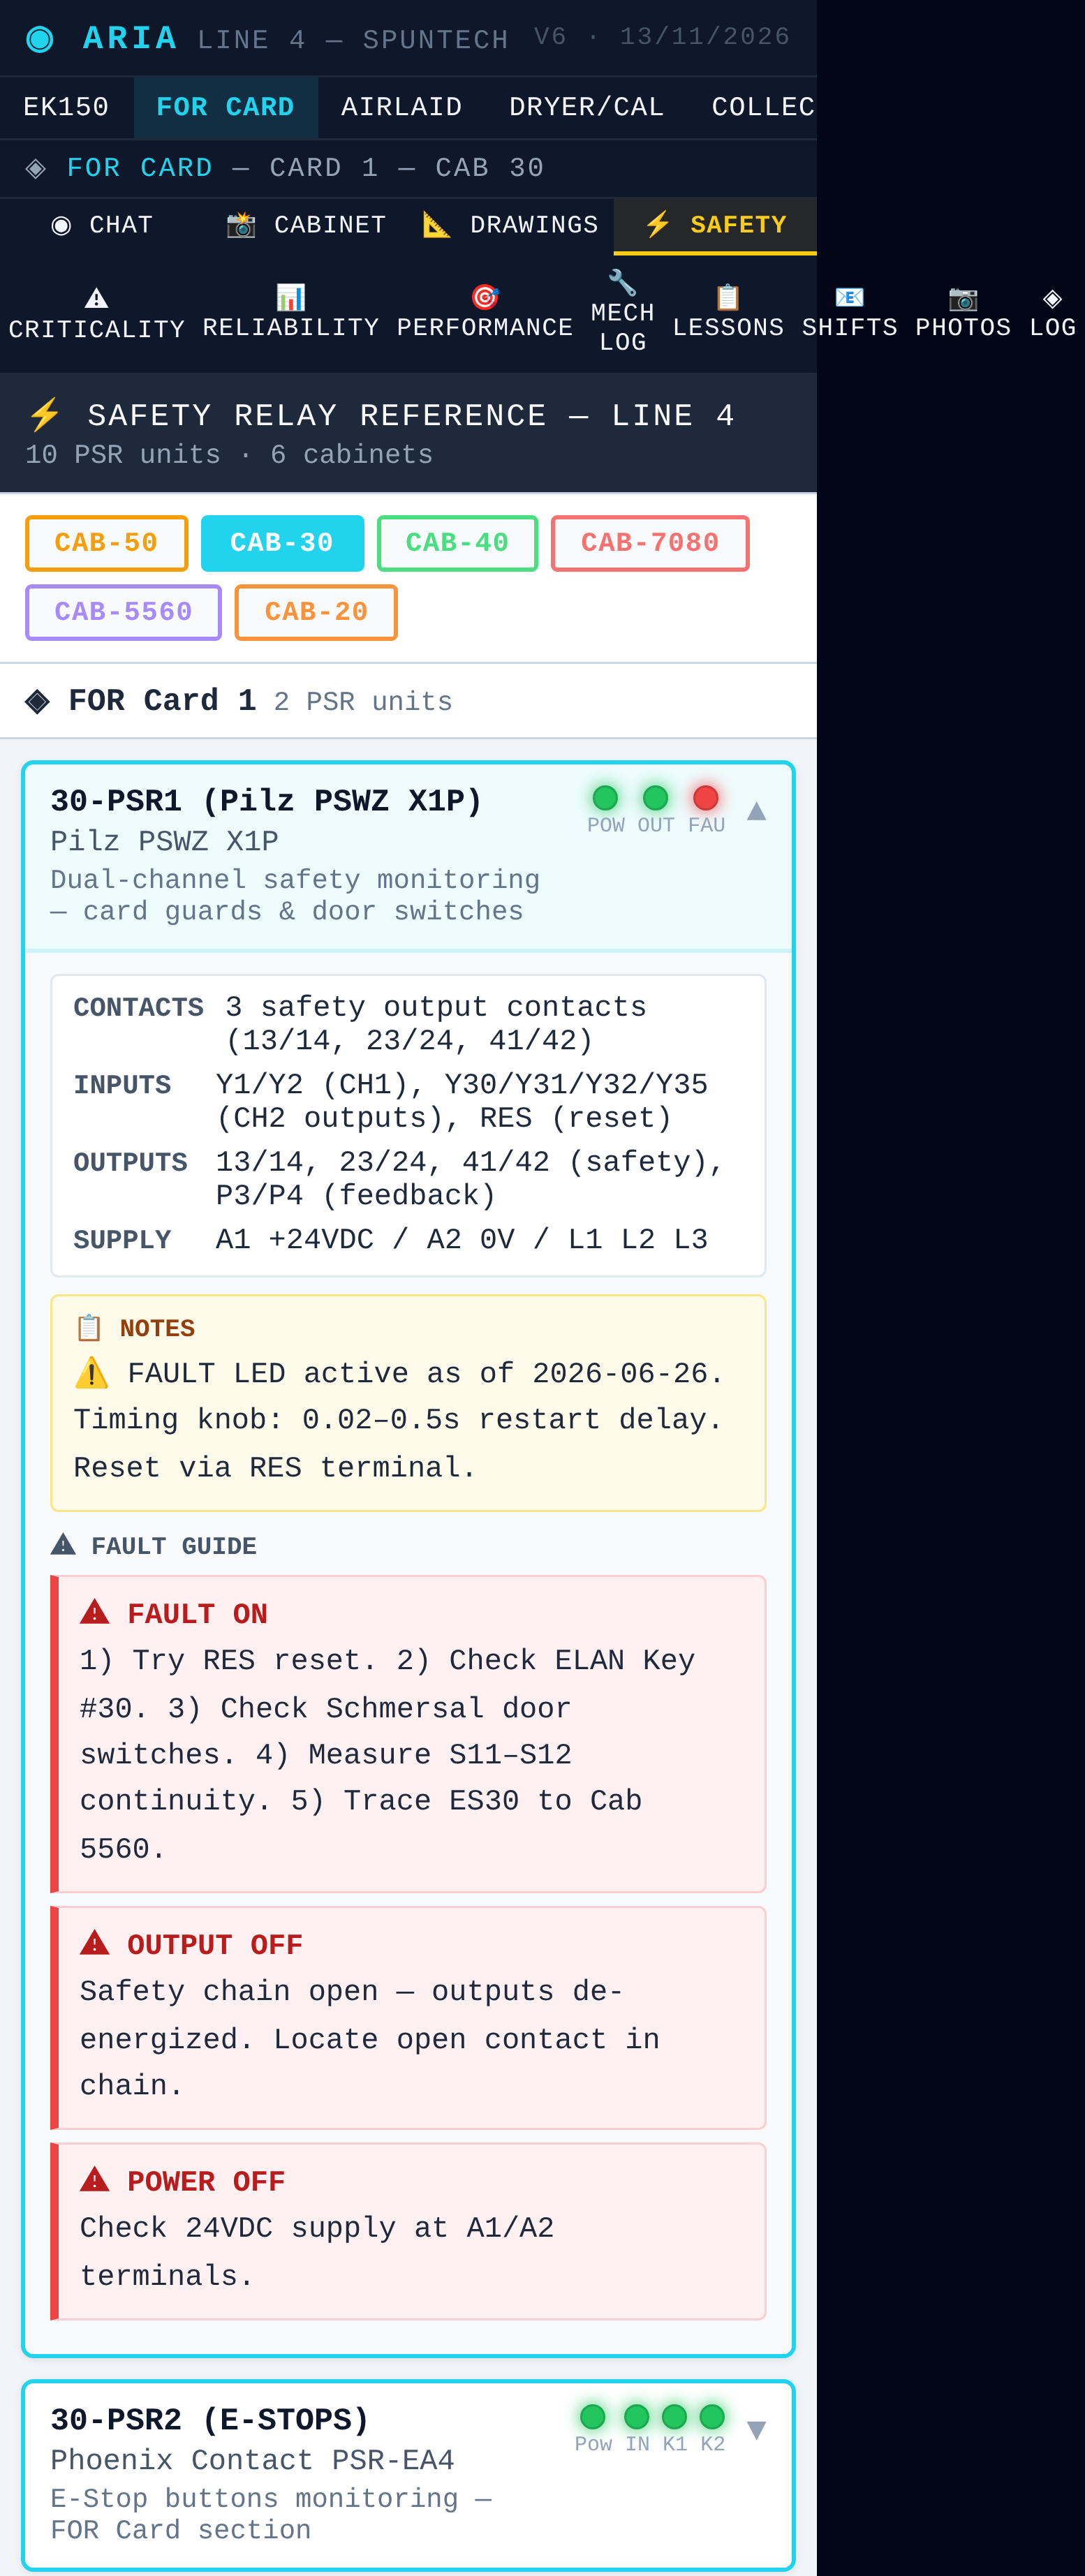 ◉ ARIA LINE 4 — SPUNTECH V6 · 13/11/2026
EK150 FOR CARD AIRLAID DRYER/CAL COLLEC
◈ FOR CARD — CARD 1 — CAB 30
◉ CHAT 📸 CABINET 📐 DRAWINGS ⚡ SAFETY
⚠ CRITICALITY 📊 RELIABILITY 🎯 PERFORMANCE 🔧 MECH LOG 📋 LESSONS 📧 SHIFTS 📷 PHOTOS ◈ LOG
⚡ SAFETY RELAY REFERENCE — LINE 4
10 PSR units · 6 cabinets
CAB-50 CAB-30 CAB-40 CAB-7080
CAB-5560 CAB-20
◈ FOR Card 1 2 PSR units
30-PSR1 (Pilz PSWZ X1P)
POW OUT FAU ▲
Pilz PSWZ X1P
Dual-channel safety monitoring
— card guards & door switches
CONTACTS 3 safety output contacts
(13/14, 23/24, 41/42)
INPUTS Y1/Y2 (CH1), Y30/Y31/Y32/Y35
(CH2 outputs), RES (reset)
OUTPUTS 13/14, 23/24, 41/42 (safety),
P3/P4 (feedback)
SUPPLY A1 +24VDC / A2 0V / L1 L2 L3
📋 NOTES
⚠️ FAULT LED active as of 2026-06-26.
Timing knob: 0.02–0.5s restart delay.
Reset via RES terminal.
⚠ FAULT GUIDE
⚠ FAULT ON
1) Try RES reset. 2) Check ELAN Key
#30. 3) Check Schmersal door
switches. 4) Measure S11–S12
continuity. 5) Trace ES30 to Cab
5560.
⚠ OUTPUT OFF
Safety chain open — outputs de-
energized. Locate open contact in
chain.
⚠ POWER OFF
Check 24VDC supply at A1/A2
terminals.
30-PSR2 (E-STOPS)
Pow IN K1 K2 ▼
Phoenix Contact PSR-EA4
E-Stop buttons monitoring —
FOR Card section